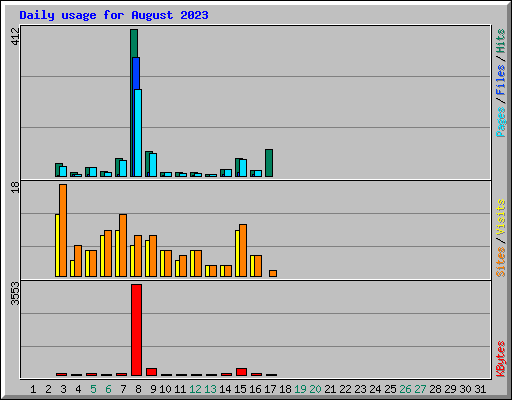 Daily usage for August 2023
412
18
3553
Pages / Files / Hits
Sites / Visits
KBytes
1 2 3 4 5 6 7 8 9 10 11 12 13 14 15 16 17 18 19 20 21 22 23 24 25 26 27 28 29 30 31